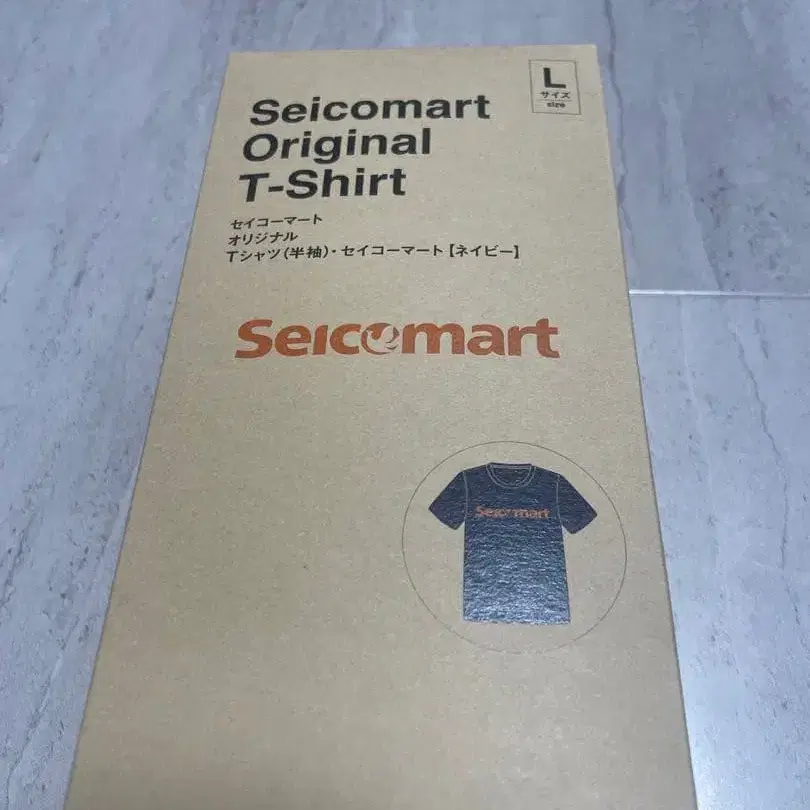 L
サイズ
size
Seicomart
Original
T-Shirt
セイコーマート
オリジナル
Tシャツ(半袖)・セイコーマート【ネイビー】
Seicomart
Seicomart